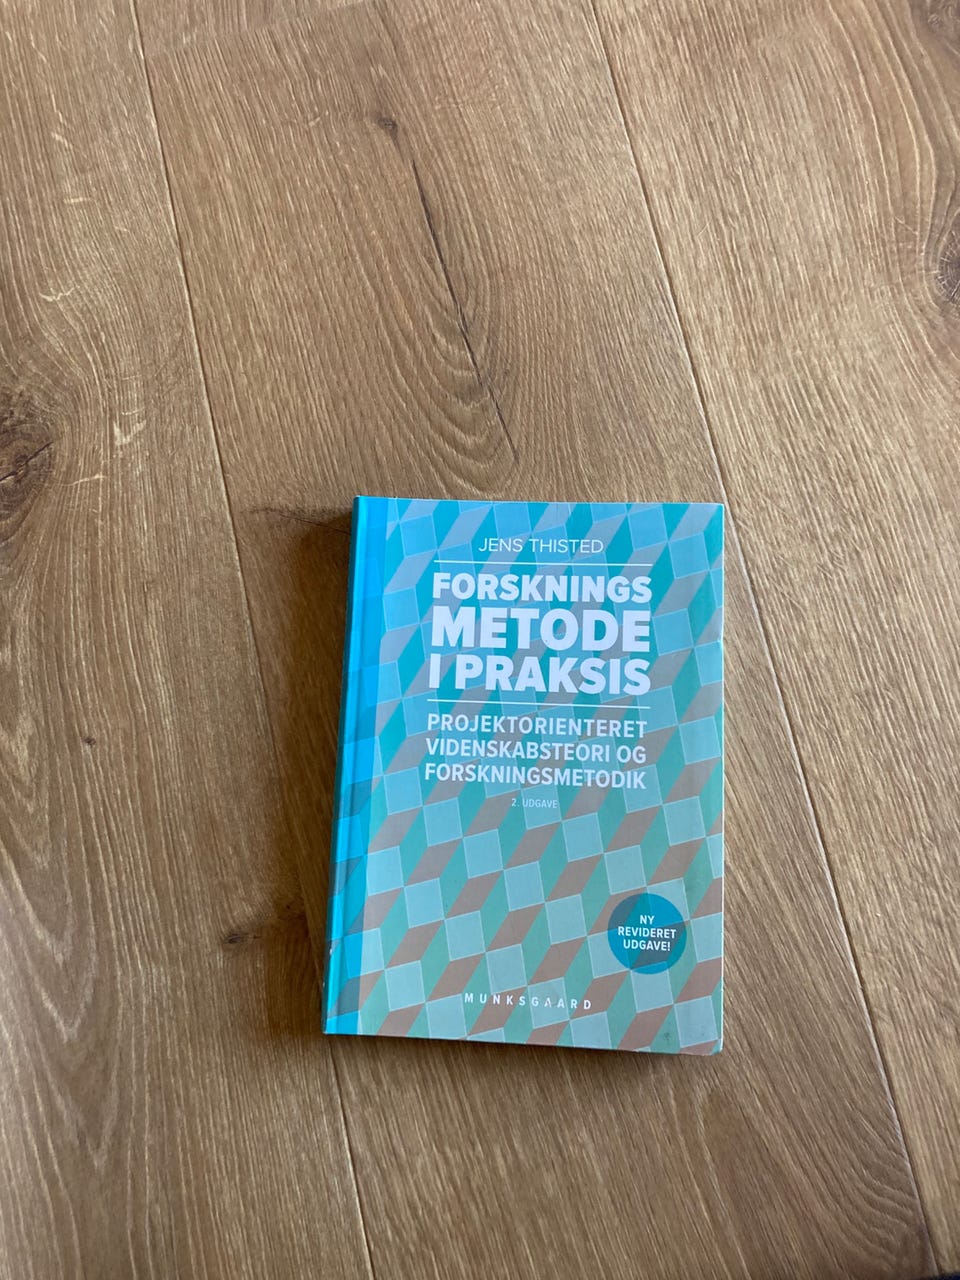 JENS THISTED
FORSKNINGS
METODE
I PRAKSIS
PROJEKTORIENTERET
VIDENSKABSTEORI OG
FORSKNINGSMETODIK
2. UDGAVE
NY
REVIDERET
UDGAVE!
MUNKSGAARD